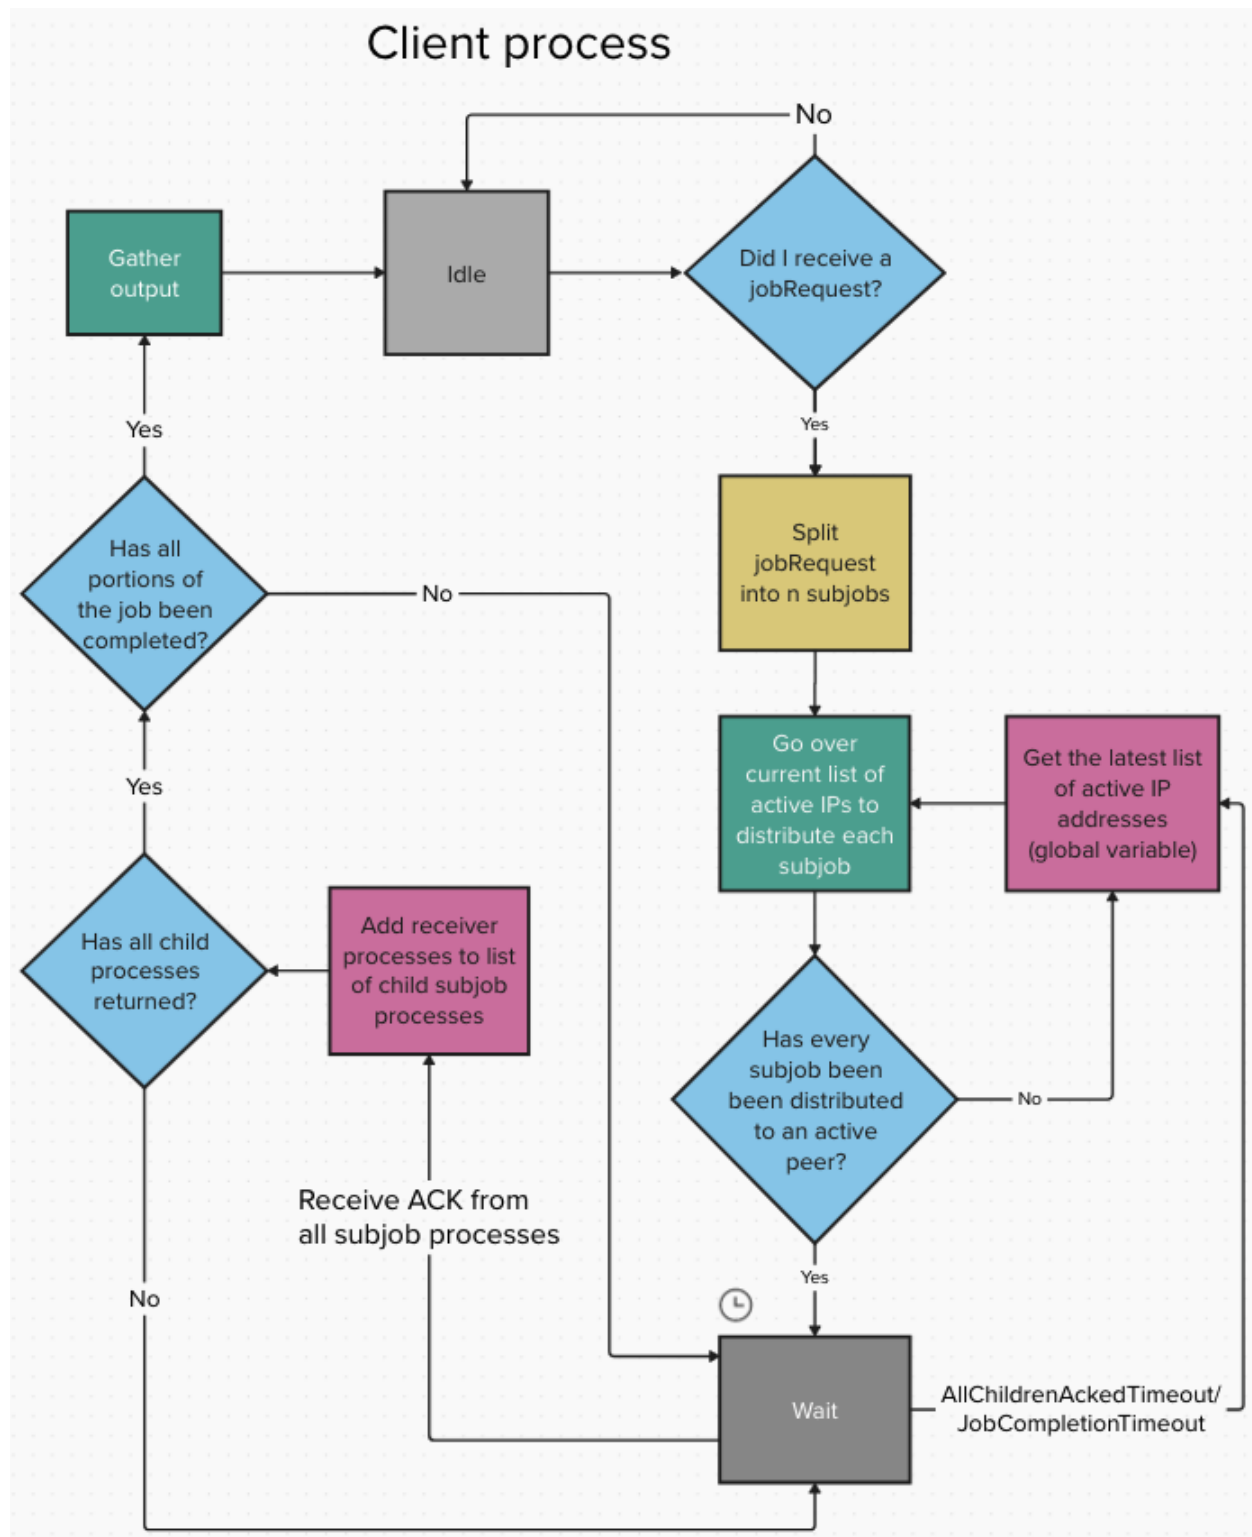 Client process
No
Gather
output
Idle
Did I receive a
jobRequest?
Yes
Yes
Split
jobRequest
into n subjobs
Has all
portions of
the job been
completed?
No
Go over
current list of
active IPs to
distribute each
subjob
Get the latest list
of active IP
addresses
(global variable)
Yes
Has all child
processes
returned?
Add receiver
processes to list
of child subjob
processes
Has every
subjob been
been distributed
to an active
peer?
No
Receive ACK from
all subjob processes
Yes
No
Wait
AllChildrenAckedTimeout/
JobCompletionTimeout